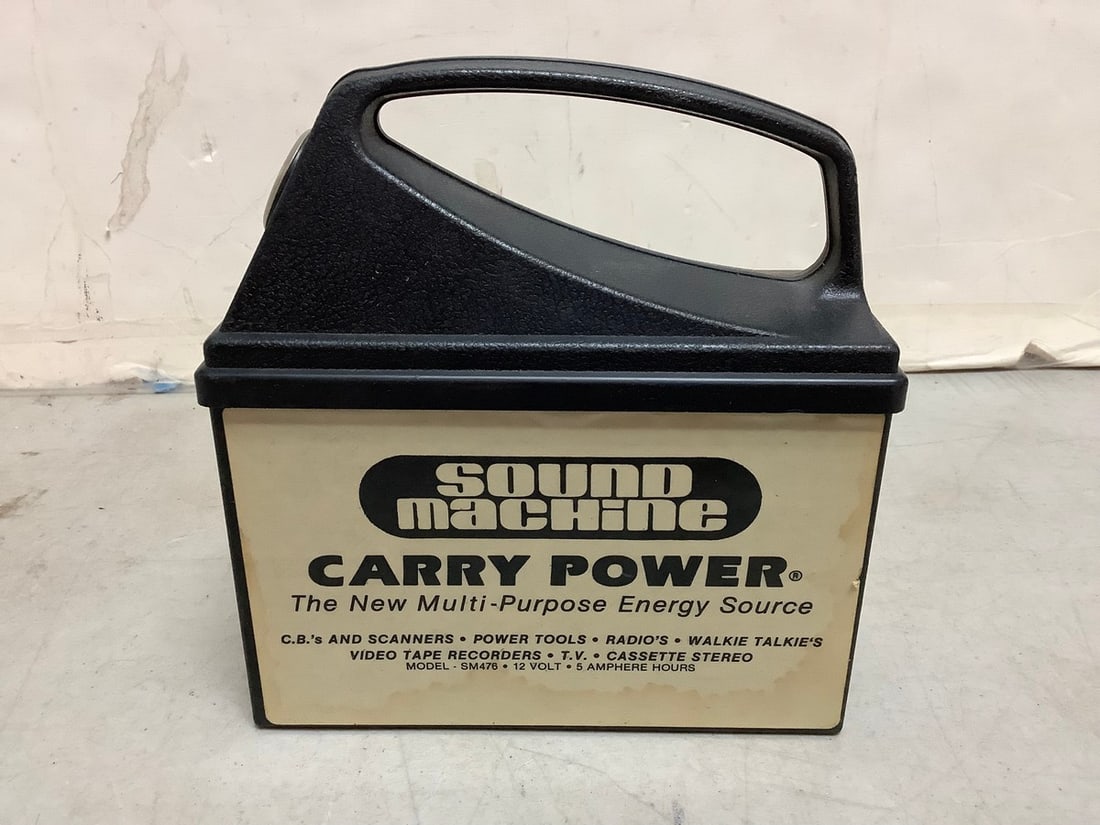 SOUND
MACHINE
CARRY POWER®
The New Multi-Purpose Energy Source
C.B.'s AND SCANNERS • POWER TOOLS • RADIO'S • WALKIE TALKIE'S
VIDEO TAPE RECORDERS • T.V. • CASSETTE STEREO
MODEL - SM476 • 12 VOLT • 5 AMPHERE HOURS